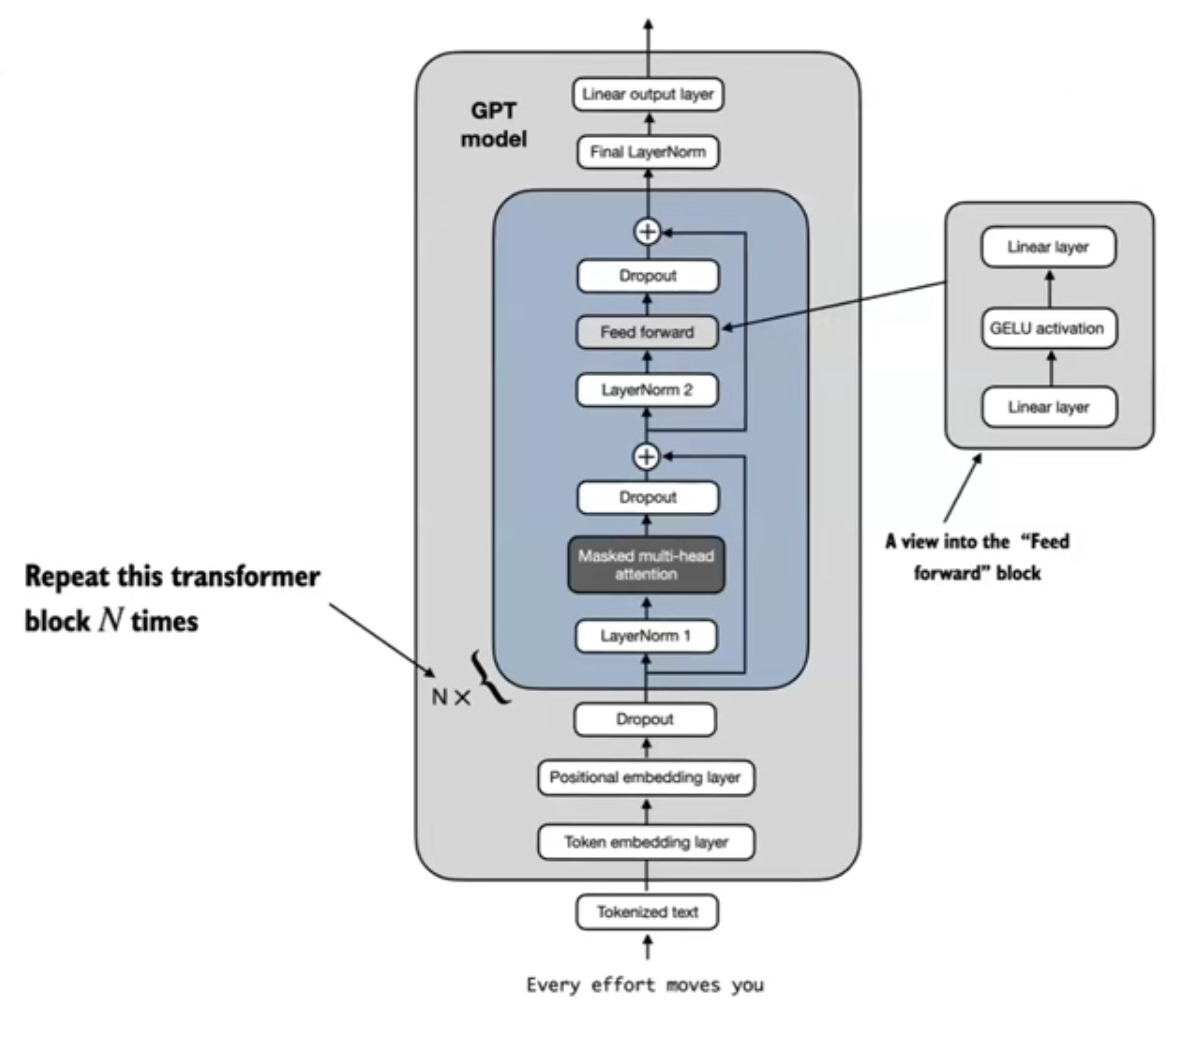 GPT
model
Linear output layer
Final LayerNorm
+
Dropout
Feed forward
LayerNorm 2
+
Dropout
Masked multi-head
attention
LayerNorm 1
Linear layer
GELU activation
Linear layer
A view into the “Feed
forward” block
Repeat this transformer
block N times
N ×
{
Dropout
Positional embedding layer
Token embedding layer
Tokenized text
Every effort moves you